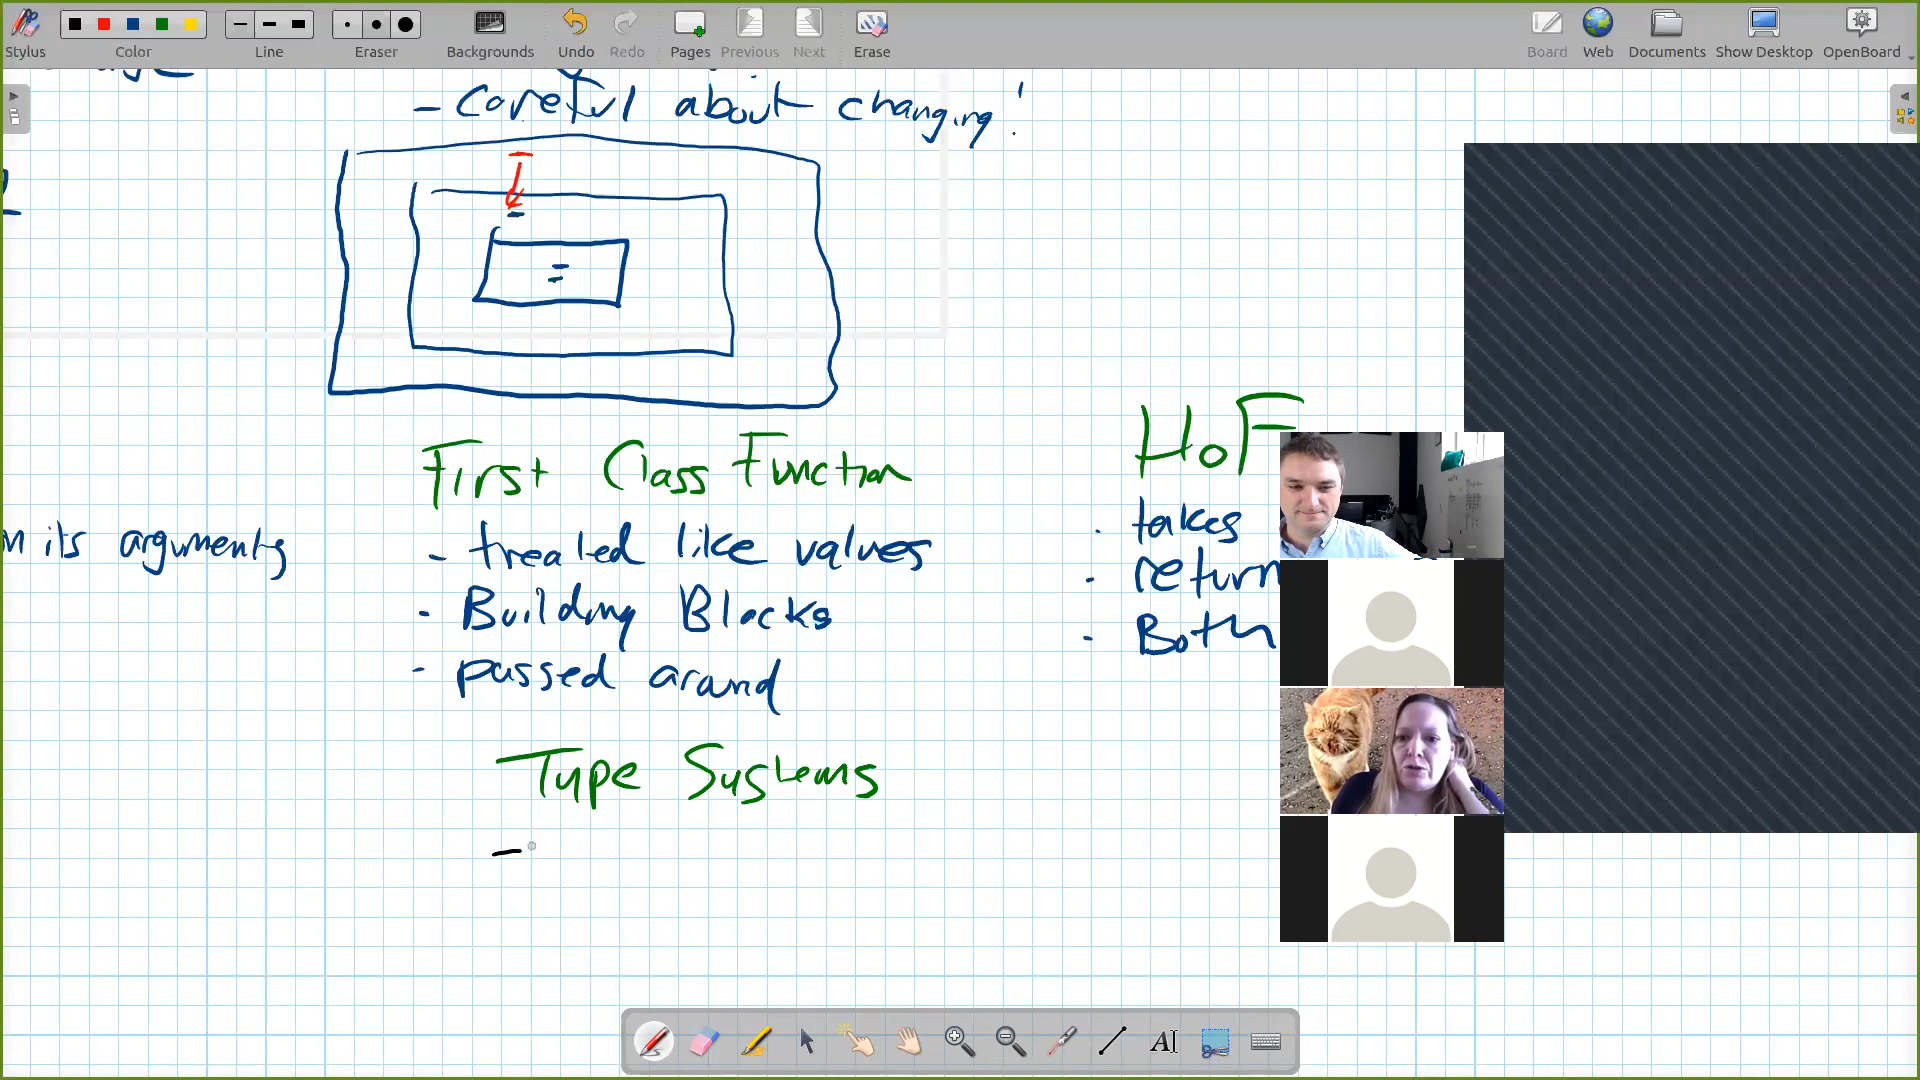 Stylus
Color
Line
Eraser
Backgrounds
Undo
Redo
Pages
Previous
Next
Erase
Board
Web
Documents
Show Desktop
OpenBoard
- Careful about changing!
First Class Function
- treated like values
- Building Blocks
- passed around
HoF
· takes
· return
· Both
its arguments
Type Systems
-